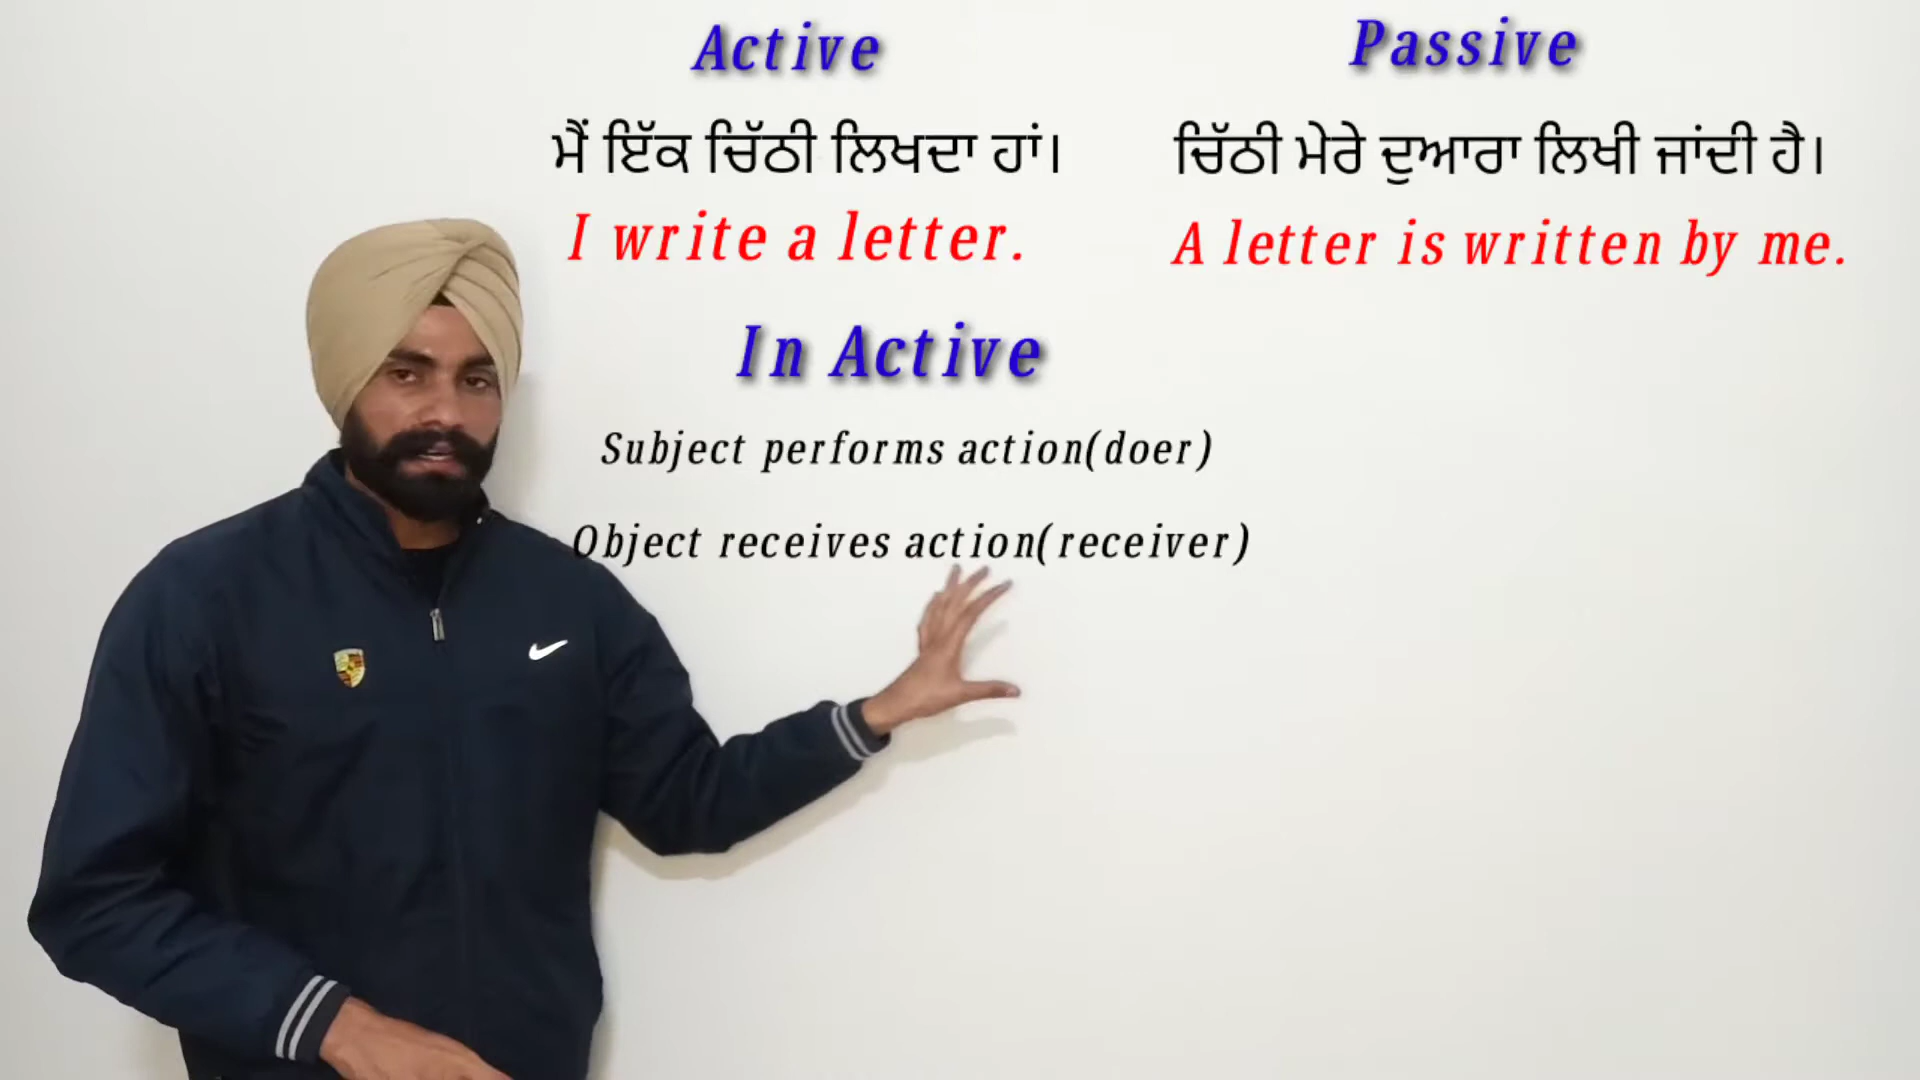 Active
Passive
ਮੈਂ ਇੱਕ ਚਿੱਠੀ ਲਿਖਦਾ ਹਾਂ।
ਚਿੱਠੀ ਮੇਰੇ ਦੁਆਰਾ ਲਿਖੀ ਜਾਂਦੀ ਹੈ।
I write a letter.
A letter is written by me.
In Active
Subject performs action(doer)
Object receives action(receiver)